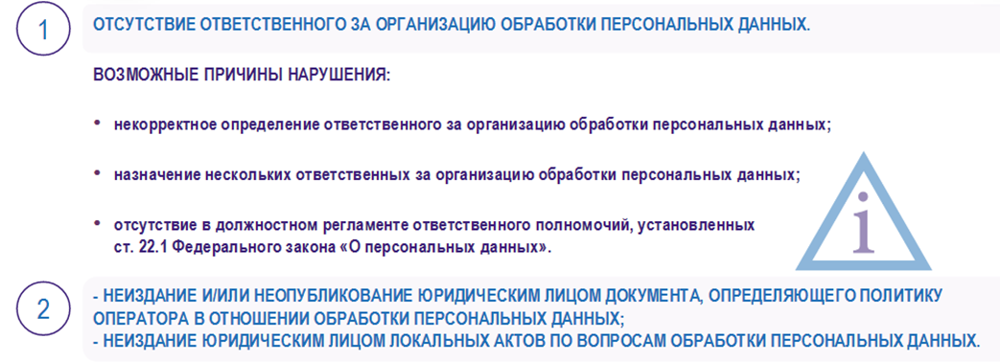 1
ОТСУТСТВИЕ ОТВЕТСТВЕННОГО ЗА ОРГАНИЗАЦИЮ ОБРАБОТКИ ПЕРСОНАЛЬНЫХ ДАННЫХ.
ВОЗМОЖНЫЕ ПРИЧИНЫ НАРУШЕНИЯ:
• некорректное определение ответственного за организацию обработки персональных данных;
• назначение нескольких ответственных за организацию обработки персональных данных;
• отсутствие в должностном регламенте ответственного полномочий, установленных
ст. 22.1 Федерального закона «О персональных данных».
i
2
- НЕИЗДАНИЕ И/ИЛИ НЕОПУБЛИКОВАНИЕ ЮРИДИЧЕСКИМ ЛИЦОМ ДОКУМЕНТА, ОПРЕДЕЛЯЮЩЕГО ПОЛИТИКУ
ОПЕРАТОРА В ОТНОШЕНИИ ОБРАБОТКИ ПЕРСОНАЛЬНЫХ ДАННЫХ;
- НЕИЗДАНИЕ ЮРИДИЧЕСКИМ ЛИЦОМ ЛОКАЛЬНЫХ АКТОВ ПО ВОПРОСАМ ОБРАБОТКИ ПЕРСОНАЛЬНЫХ ДАННЫХ.